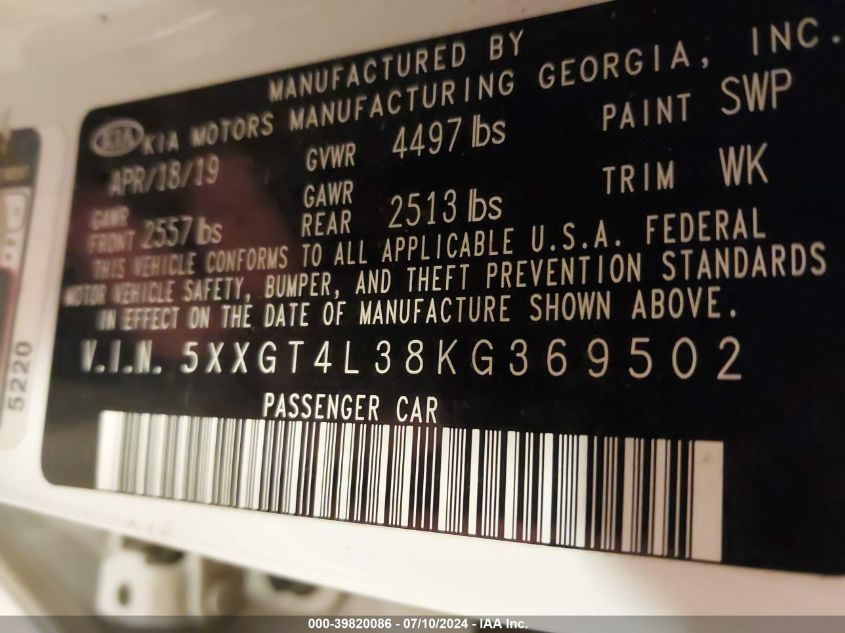 MANUFACTURED BY
KIA KIA MOTORS MANUFACTURING GEORGIA, INC.
APR/18/19 GVWR 4497 lbs PAINT SWP
GAWR FRONT 2557 lbs GAWR REAR 2513 lbs TRIM WK
THIS VEHICLE CONFORMS TO ALL APPLICABLE U.S.A. FEDERAL
MOTOR VEHICLE SAFETY, BUMPER, AND THEFT PREVENTION STANDARDS
IN EFFECT ON THE DATE OF MANUFACTURE SHOWN ABOVE.
V.I.N. 5XXGT4L38KG369502
PASSENGER CAR
5220
000-39820086 - 07/10/2024 - IAA Inc.